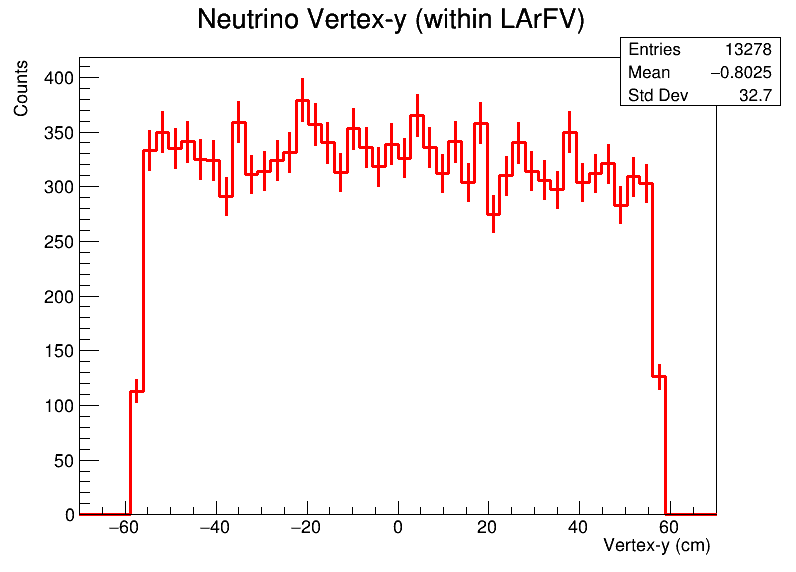 Neutrino Vertex-y (within LArFV)
Entries 13278
Mean −0.8025
Std Dev 32.7
Counts
400
350
300
250
200
150
100
50
0
−60 −40 −20 0 20 40 60
Vertex-y (cm)